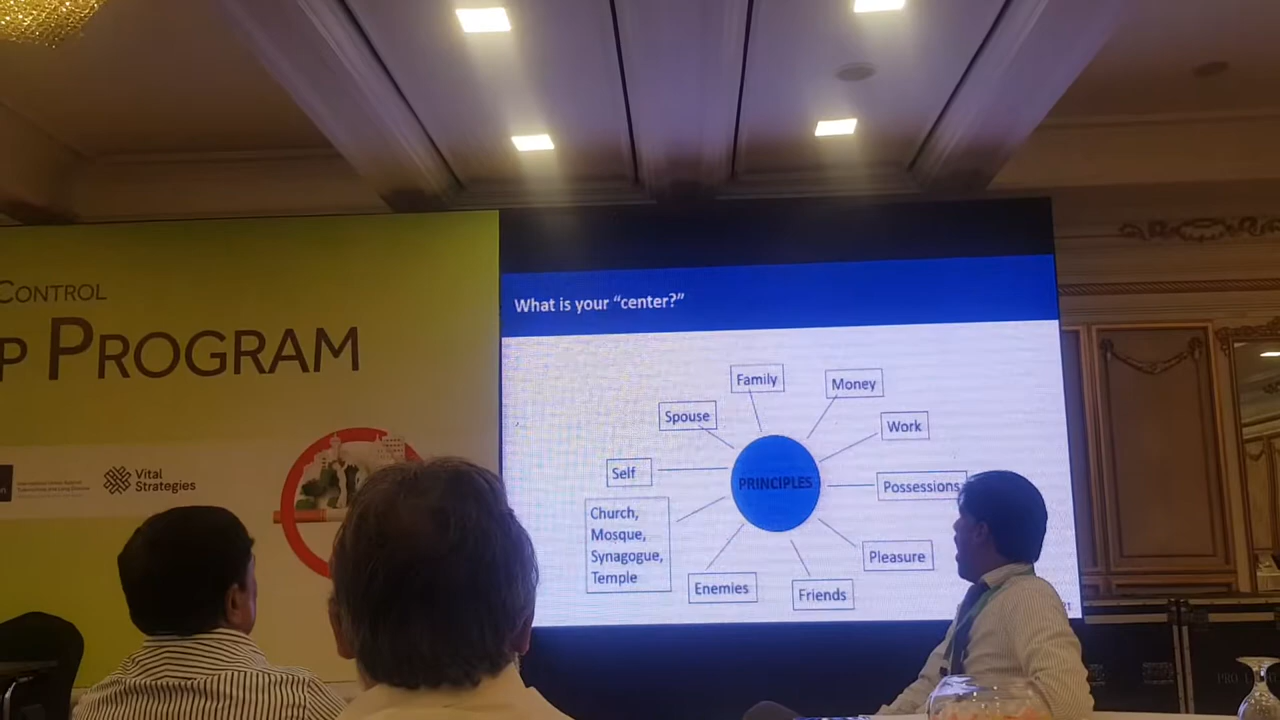 CONTROL
P PROGRAM
Vital
Strategies
What is your “center?”
Family
Money
Spouse
Work
Self
PRINCIPLES
Possessions
Church,
Mosque,
Synagogue,
Temple
Pleasure
Enemies
Friends